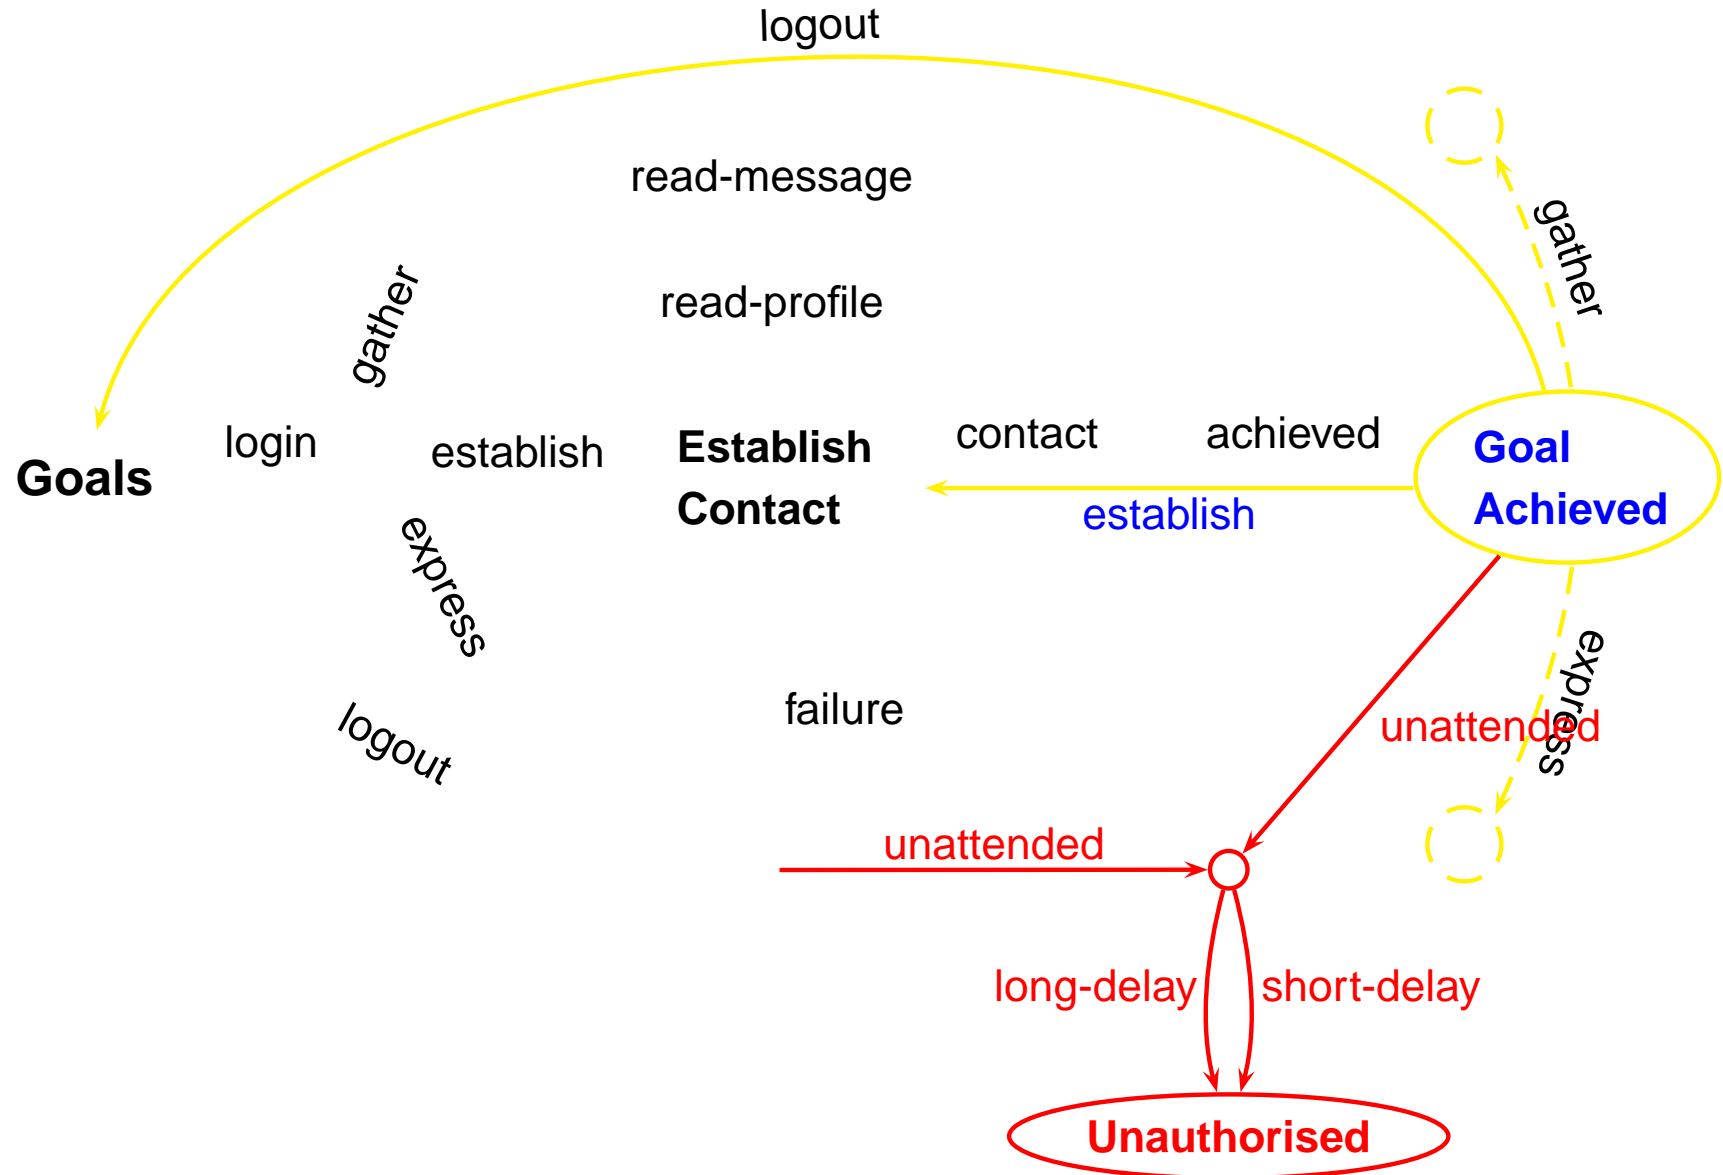 logout
read-message
gather
gather
read-profile
login
establish
Goals
Establish
Contact
contact
achieved
establish
Goal
Achieved
express
express
logout
failure
unattended
unattended
long-delay
short-delay
Unauthorised